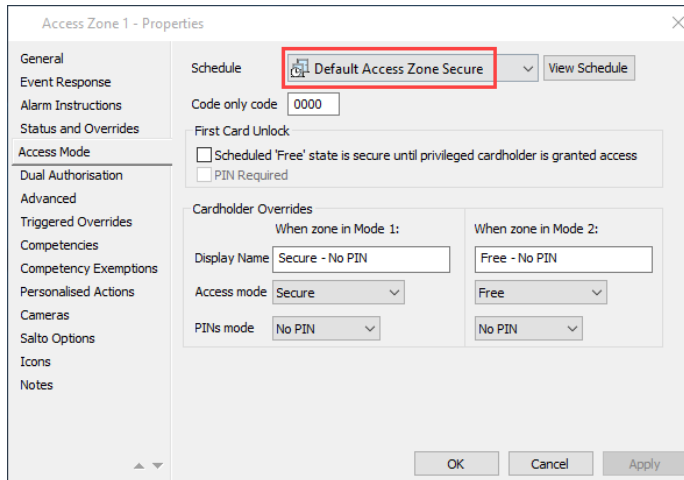 Access Zone 1 - Properties
General
Event Response
Alarm Instructions
Status and Overrides
Access Mode
Dual Authorisation
Advanced
Triggered Overrides
Competencies
Competency Exemptions
Personalised Actions
Cameras
Salto Options
Icons
Notes
Schedule Default Access Zone Secure View Schedule
Code only code 0000
First Card Unlock
Scheduled 'Free' state is secure until privileged cardholder is granted access
PIN Required
Cardholder Overrides
When zone in Mode 1: When zone in Mode 2:
Display Name Secure - No PIN Free - No PIN
Access mode Secure Free
PINs mode No PIN No PIN
OK Cancel Apply